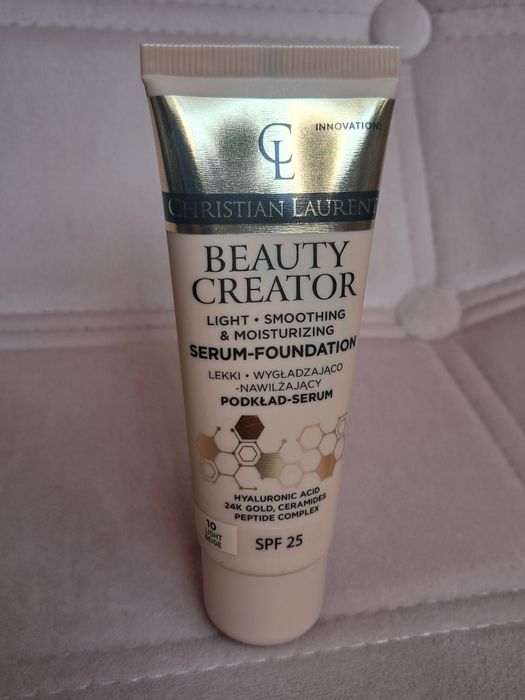 INNOVATION!
CL
CHRISTIAN LAURENT
BEAUTY
CREATOR
LIGHT • SMOOTHING
& MOISTURIZING
SERUM-FOUNDATION
LEKKI • WYGŁADZAJĄCO
-NAWILŻAJĄCY
PODKŁAD-SERUM
HYALURONIC ACID
24K GOLD, CERAMIDES
PEPTIDE COMPLEX
10
LIGHT
BEIGE
SPF 25